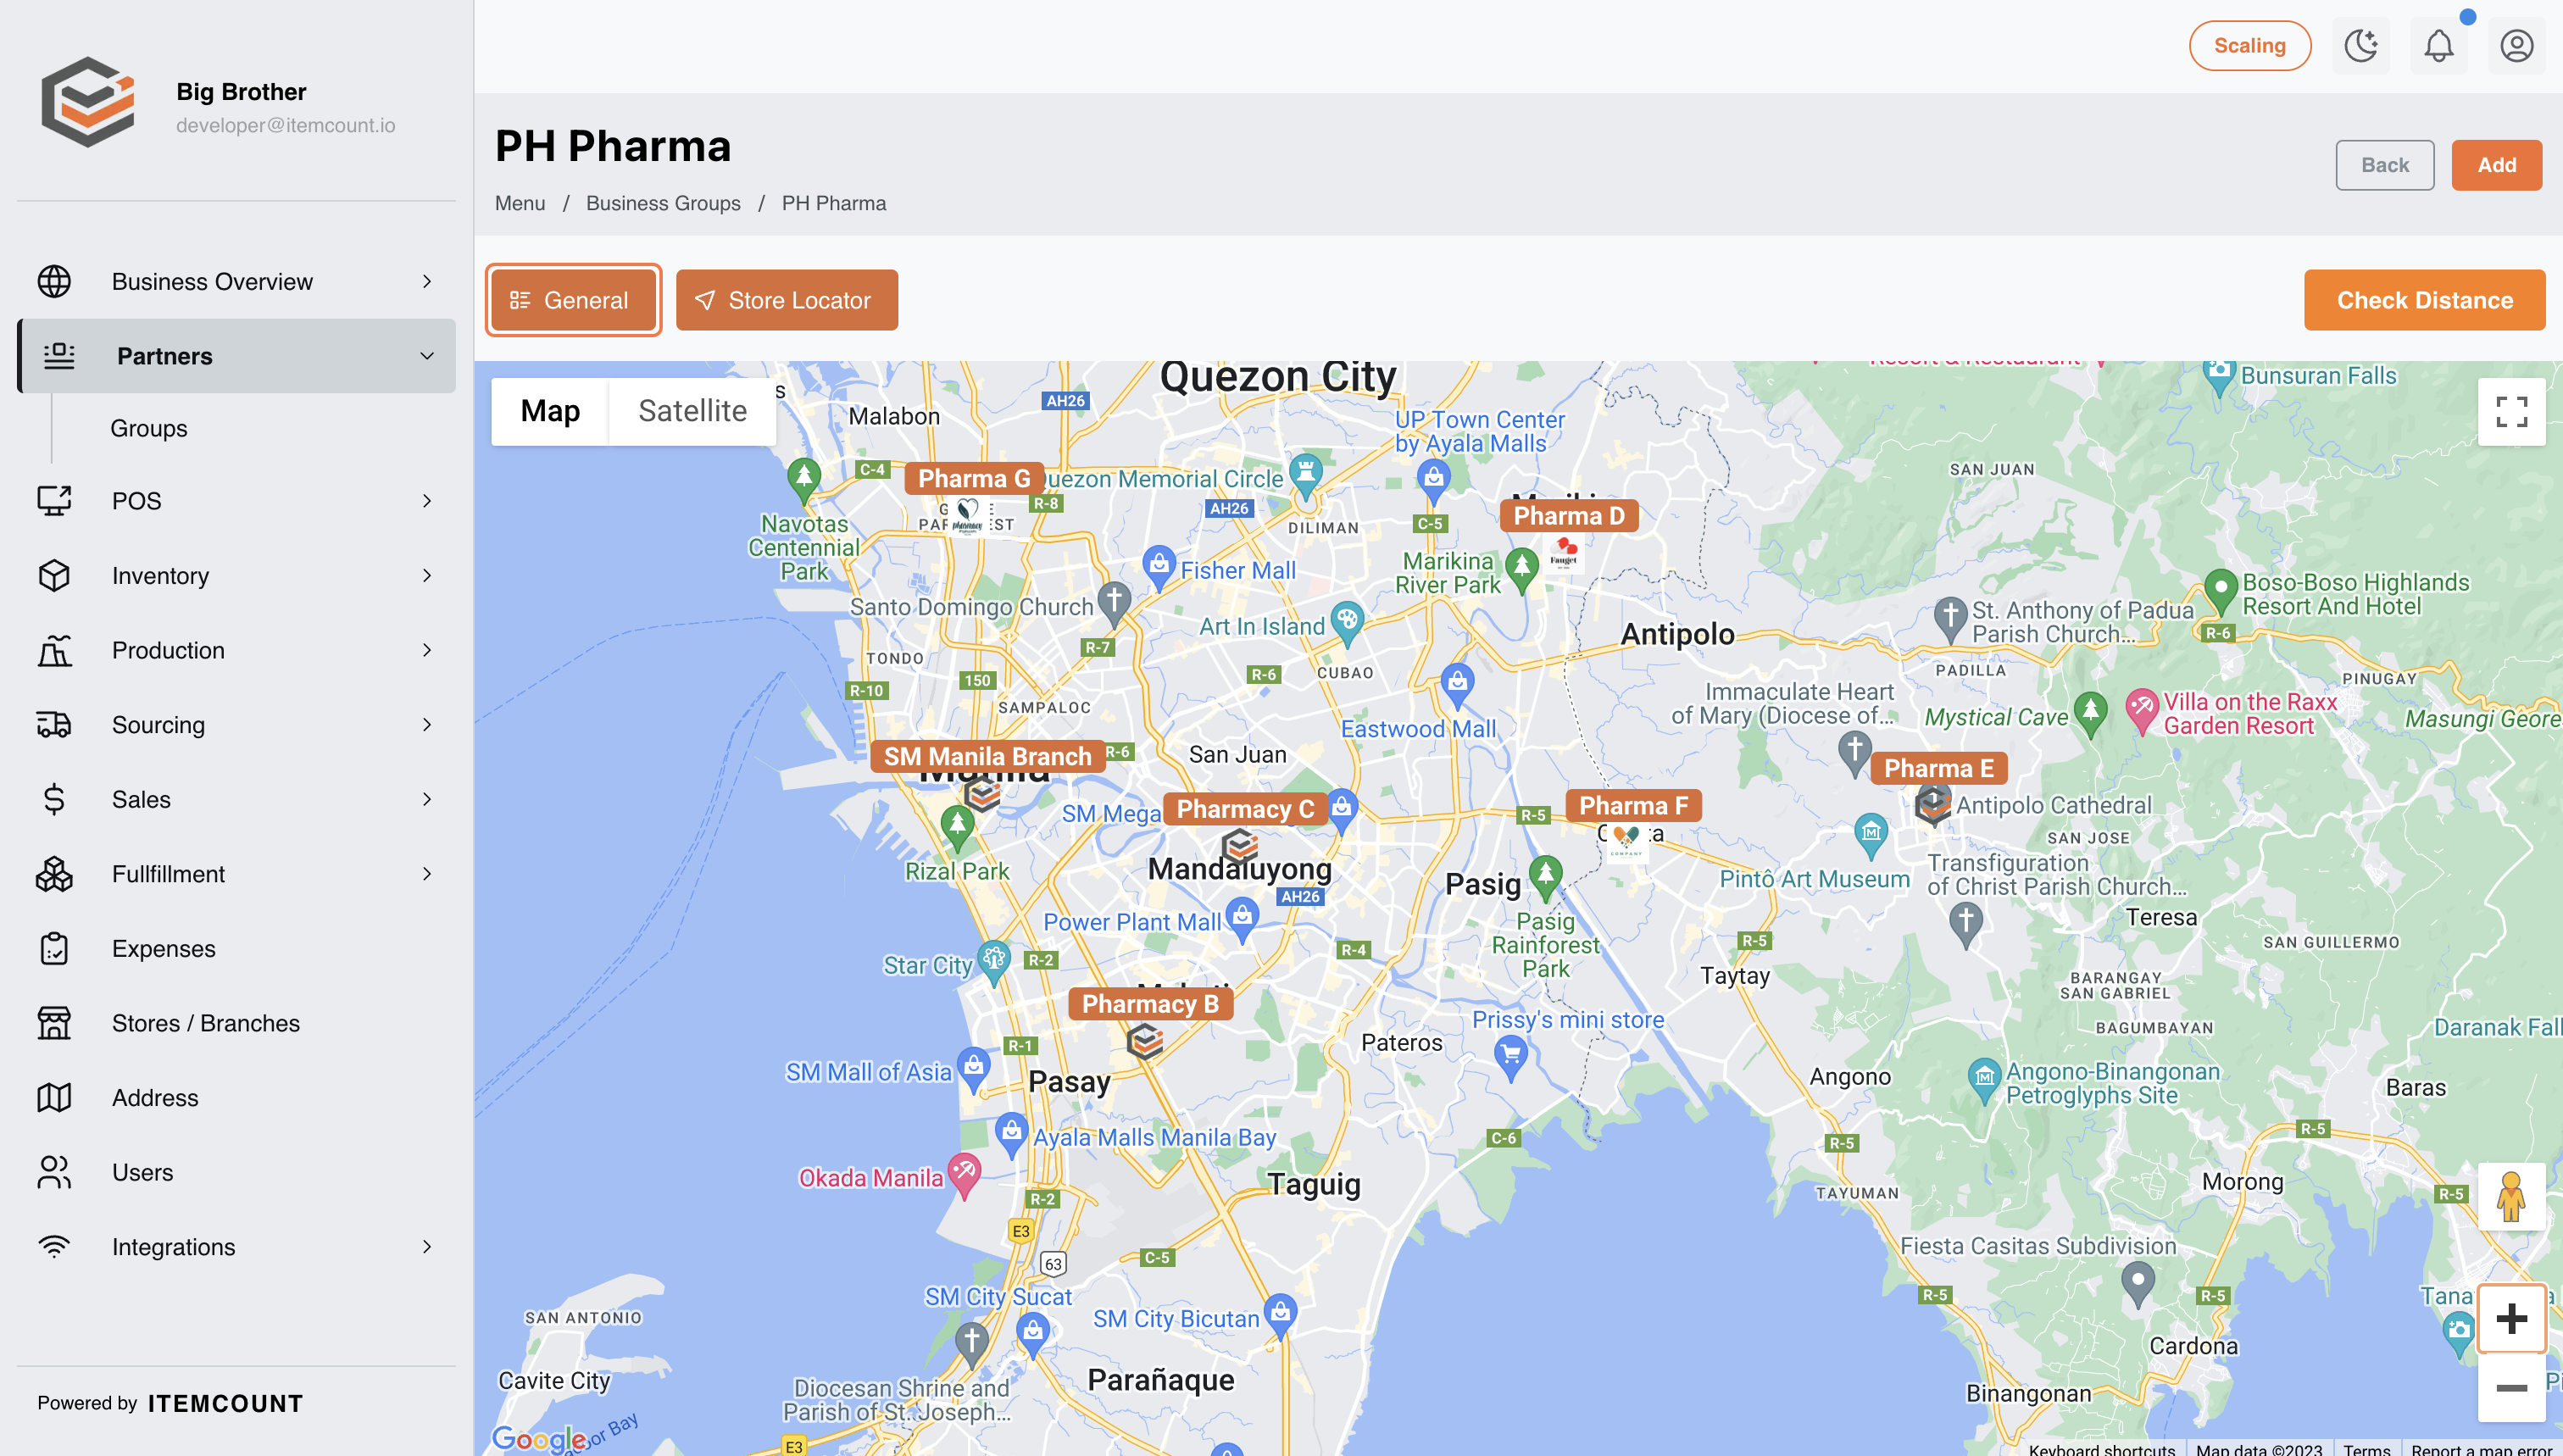 Big Brother
developer@itemcount.io
Scaling
PH Pharma
Menu / Business Groups / PH Pharma
Back
Add
General
Store Locator
Check Distance
Business Overview
Partners
Groups
POS
Inventory
Production
Sourcing
Sales
Fullfillment
Expenses
Stores / Branches
Address
Users
Integrations
Powered by ITEMCOUNT
Map
Satellite
Quezon City
Bunsuran Falls
Malabon
AH26
UP Town Center
by Ayala Malls
SAN JUAN
C-4
Pharma G
Quezon Memorial Circle
R-8
AH26
DILIMAN
C-5
Pharma D
pharmacy
Fauget
Navotas
Centennial
Park
Fisher Mall
Marikina
River Park
Boso-Boso Highlands
Resort And Hotel
St. Anthony of Padua
Parish Church...
R-6
Santo Domingo Church
Art In Island
Antipolo
R-7
TONDO
R-6
CUBAO
PADILLA
PINUGAY
150
R-10
SAMPALOC
Immaculate Heart
of Mary (Diocese of...
Mystical Cave
Villa on the Raxx
Garden Resort
Masungi Geore
Eastwood Mall
SM Manila Branch
R-6
San Juan
Pharma E
SM Mega
Pharmacy C
R-5
Pharma F
COMPANY
Antipolo Cathedral
SAN JOSE
Rizal Park
Mandaluyong
AH26
Pasig
Pintô Art Museum
Transfiguration
of Christ Parish Church...
Teresa
Power Plant Mall
Pasig
Rainforest
Park
R-4
R-5
SAN GUILLERMO
Star City
R-2
Taytay
BARANGAY
SAN GABRIEL
Pharmacy B
Prissy's mini store
BAGUMBAYAN
Daranak Fall
R-1
Pateros
SM Mall of Asia
Pasay
Angono
Angono-Binangonan
Petroglyphs Site
Baras
Ayala Malls Manila Bay
C-6
R-5
R-5
Okada Manila
R-2
Taguig
TAYUMAN
Morong
R-5
E3
63
C-5
Fiesta Casitas Subdivision
SM City Sucat
R-5
R-5
Tana
SAN ANTONIO
SM City Bicutan
Cardona
Cavite City
Parañaque
Binangonan
Diocesan Shrine and
Parish of St. Joseph...
Google
E3
Keyboard shortcuts
Map data ©2023
Terms
Report a map error